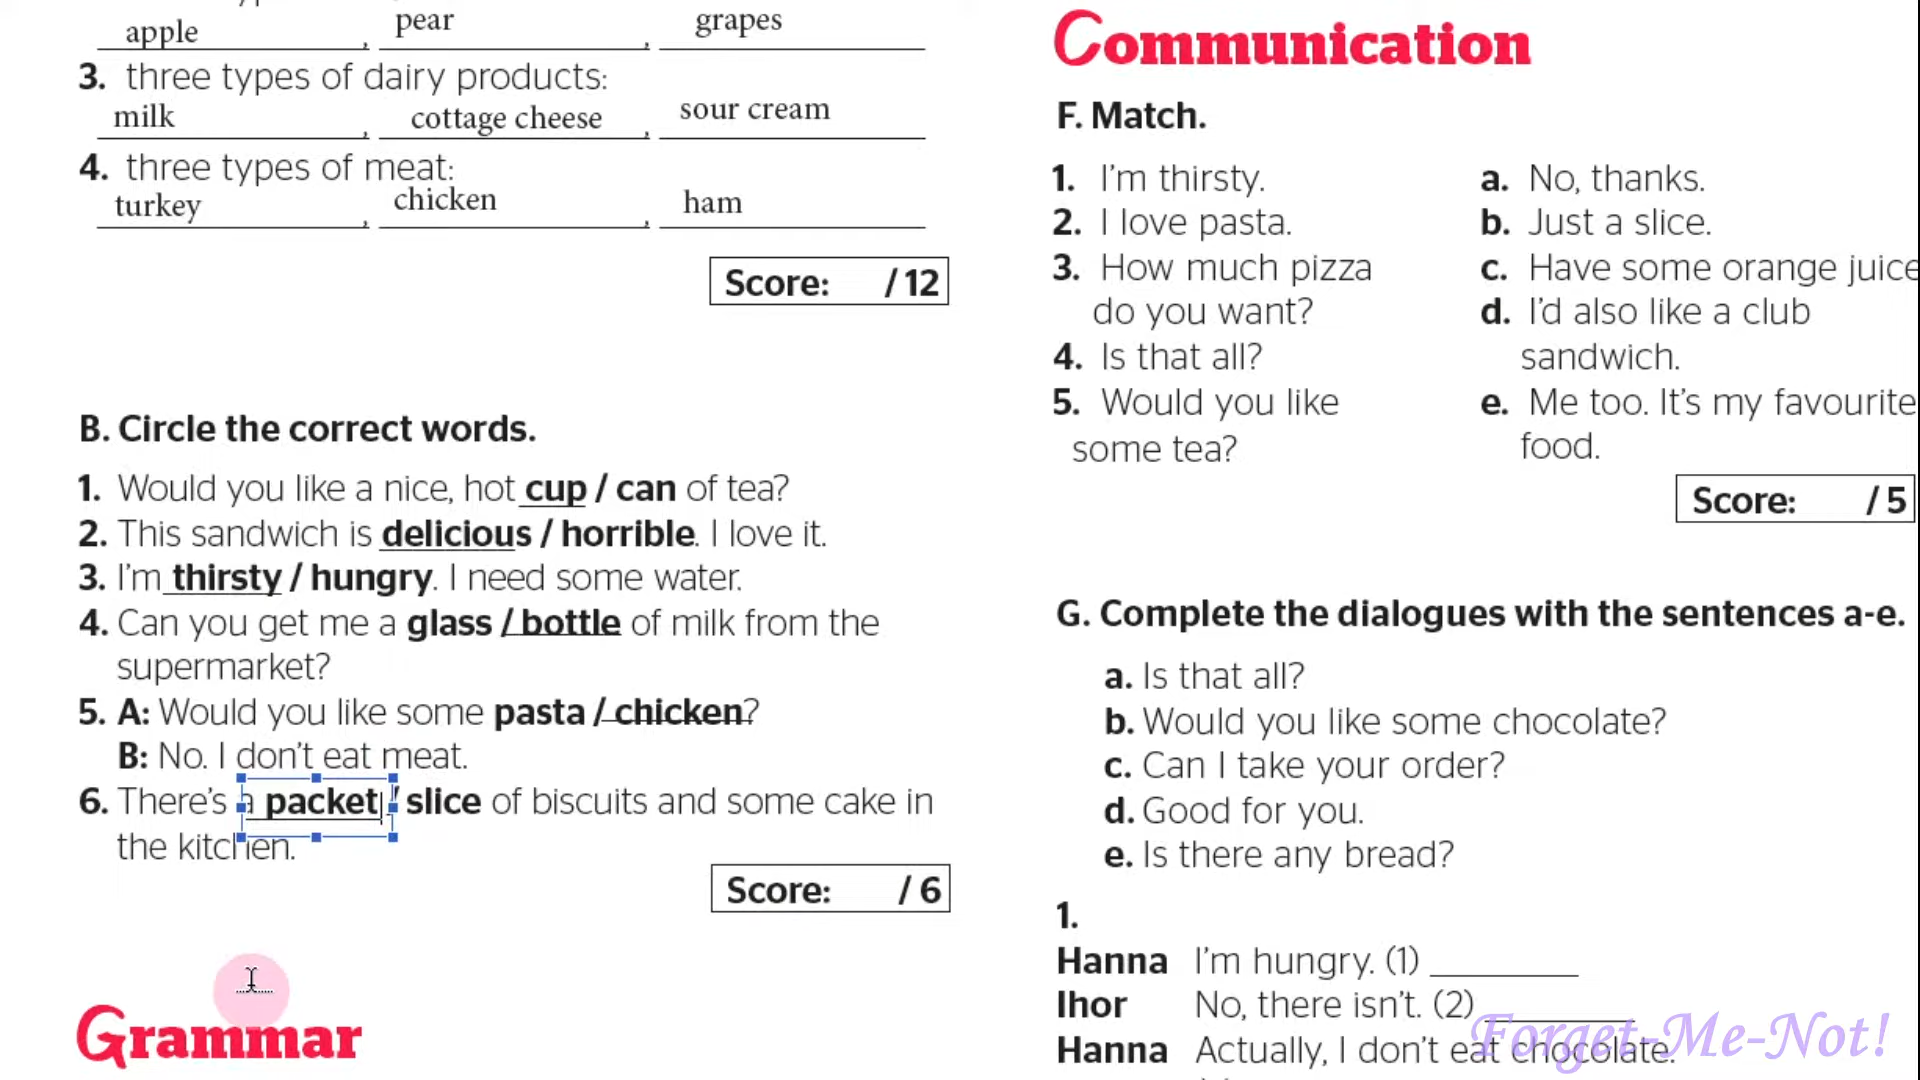 apple, pear, grapes
3. three types of dairy products:
milk, cottage cheese, sour cream
4. three types of meat:
turkey, chicken, ham
Score: / 12
B. Circle the correct words.
1. Would you like a nice, hot cup / can of tea?
2. This sandwich is delicious / horrible. I love it.
3. I'm thirsty / hungry. I need some water.
4. Can you get me a glass / bottle of milk from the
supermarket?
5. A: Would you like some pasta / chicken?
B: No. I don't eat meat.
6. There's a packet / slice of biscuits and some cake in
the kitchen.
Score: / 6
Grammar
Communication
F. Match.
1. I'm thirsty.
2. I love pasta.
3. How much pizza
do you want?
4. Is that all?
5. Would you like
some tea?
a. No, thanks.
b. Just a slice.
c. Have some orange juice
d. I'd also like a club
sandwich.
e. Me too. It's my favourite
food.
Score: / 5
G. Complete the dialogues with the sentences a-e.
a. Is that all?
b. Would you like some chocolate?
c. Can I take your order?
d. Good for you.
e. Is there any bread?
1.
Hanna I'm hungry. (1) ________
Ihor No, there isn't. (2) ________
Hanna Actually, I don't eat chocolate.
Forget-Me-Not!